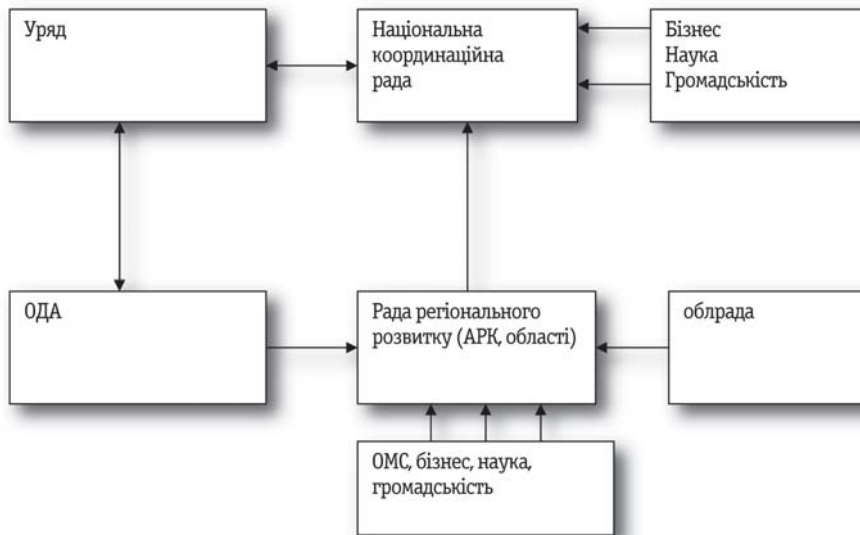 Уряд
Національна
координаційна
рада
Бізнес
Наука
Громадськість
ОДА
Рада регіонального
розвитку (АРК, області)
облрада
ОМС, бізнес, наука,
громадськість